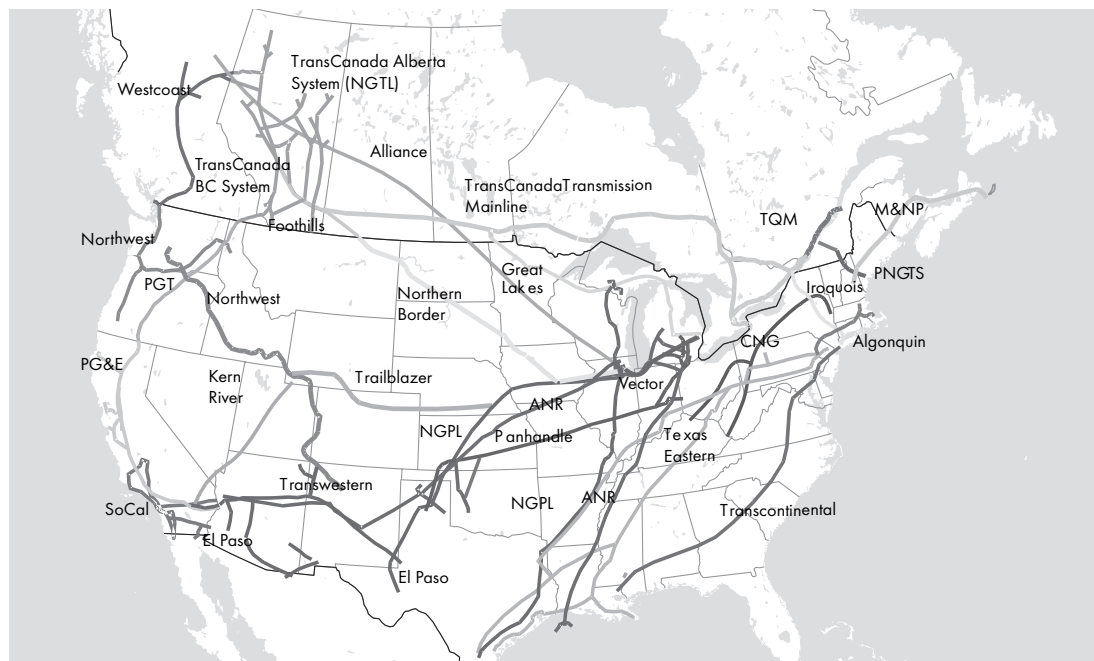 TransCanada Alberta
System (NGTL)
Westcoast
Alliance
TransCanada
BC System
TransCanadaTransmission
Mainline
TQM
M&NP
Foothills
Northwest
PNGTS
Great
Lakes
PGT
Northwest
Iroquois
Northern
Border
CNG
Algonquin
PG&E
Kern
River
Trailblazer
Vector
ANR
NGPL
Panhandle
Texas
Eastern
Transwestern
NGPL
ANR
SoCal
Transcontinental
El Paso
El Paso